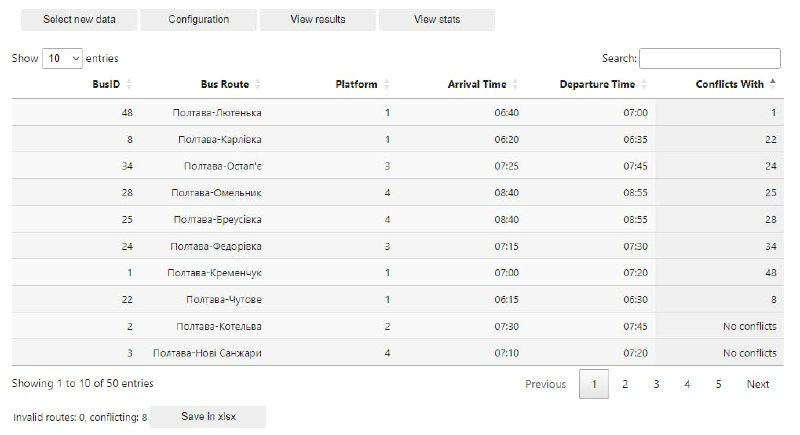 Select new data Configuration View results View stats
Show 10 entries Search:
BusID Bus Route Platform Arrival Time Departure Time Conflicts With
48 Полтава-Лютенька 1 06:40 07:00 1
8 Полтава-Карлівка 1 06:20 06:35 22
34 Полтава-Остап'є 3 07:25 07:45 24
28 Полтава-Омельник 4 08:40 08:55 25
25 Полтава-Бреусівка 4 08:40 08:55 28
24 Полтава-Федорівка 3 07:15 07:30 34
1 Полтава-Кременчук 1 07:00 07:20 48
22 Полтава-Чутове 1 06:15 06:30 8
2 Полтава-Котельва 2 07:30 07:45 No conflicts
3 Полтава-Нові Санжари 4 07:10 07:20 No conflicts
Showing 1 to 10 of 50 entries Previous 1 2 3 4 5 Next
Invalid routes: 0, conflicting: 8 Save in xlsx